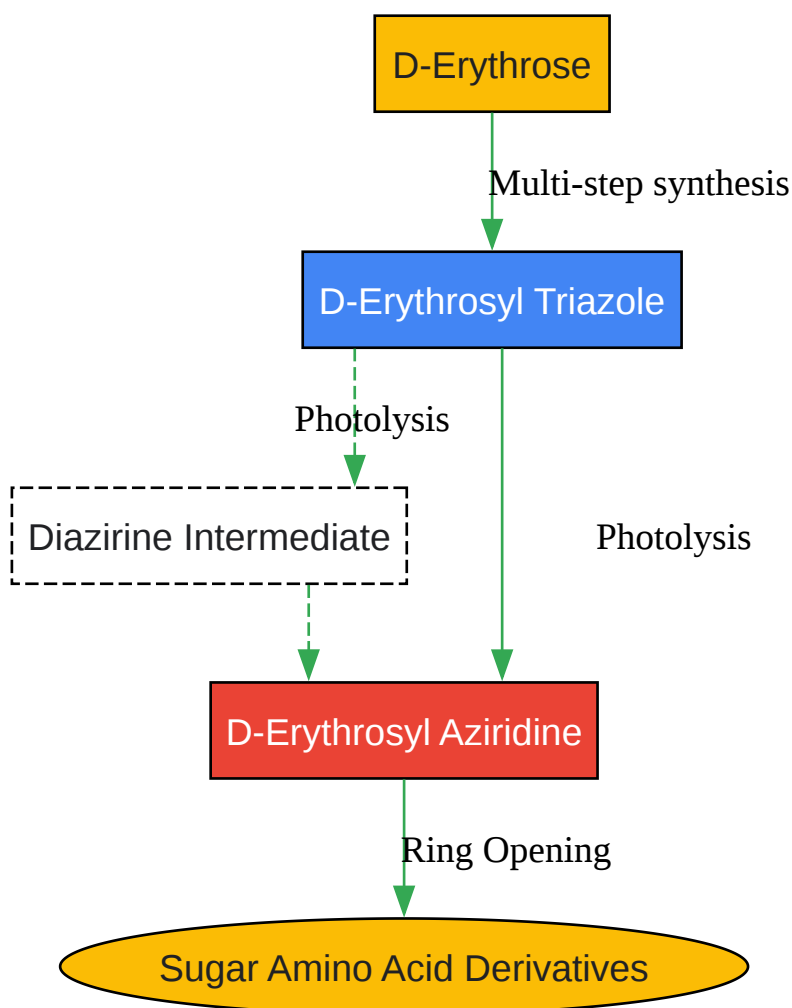 D-Erythrose
Multi-step synthesis
D-Erythrosyl Triazole
Photolysis
Diazirine Intermediate
Photolysis
D-Erythrosyl Aziridine
Ring Opening
Sugar Amino Acid Derivatives